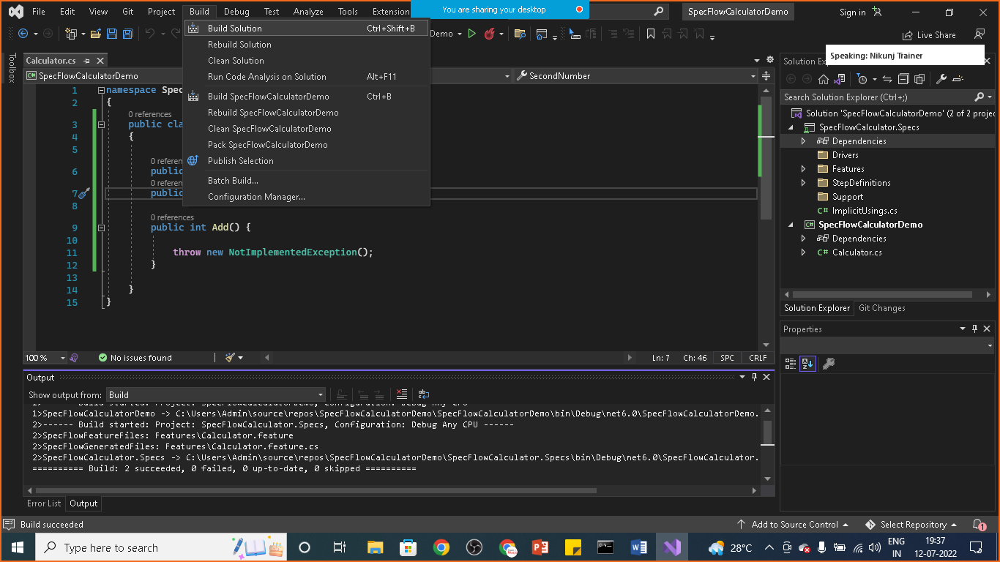 File Edit View Git Project Build Debug Test Analyze Tools Extension
You are sharing your desktop
SpecFlowCalculatorDemo
Sign in
Demo
Live Share
Speaking: Nikunj Trainer
Build Solution Ctrl+Shift+B
Rebuild Solution
Clean Solution
Run Code Analysis on Solution Alt+F11
Build SpecFlowCalculatorDemo Ctrl+B
Rebuild SpecFlowCalculatorDemo
Clean SpecFlowCalculatorDemo
Pack SpecFlowCalculatorDemo
Publish Selection
Batch Build...
Configuration Manager...
Toolbox
Calculator.cs
SpecFlowCalculatorDemo
SecondNumber
1 namespace Spec
2 {
0 references
3 public cla
4 {
5
0 referen
6 public
0 referen
7 public
8
0 references
9 public int Add() {
10
11 throw new NotImplementedException();
12 }
13
14 }
15 }
100 % No issues found Ln: 7 Ch: 46 SPC CRLF
Solution Ex
Search Solution Explorer (Ctrl+;)
Solution 'SpecFlowCalculatorDemo' (2 of 2 projec
SpecFlowCalculator.Specs
Dependencies
Drivers
Features
StepDefinitions
Support
C# ImplicitUsings.cs
SpecFlowCalculatorDemo
Dependencies
C# Calculator.cs
Solution Explorer Git Changes
Properties
Output
Show output from: Build
1>------ Build started: Project: SpecFlowCalculatorDemo, Configuration: Debug Any CPU
1>SpecFlowCalculatorDemo -> C:\Users\Admin\source\repos\SpecFlowCalculatorDemo\SpecFlowCalculatorDemo\bin\Debug\net6.0\SpecFlowCalculatorDemo.
2>------ Build started: Project: SpecFlowCalculator.Specs, Configuration: Debug Any CPU ------
2>SpecFlowFeatureFiles: Features\Calculator.feature
2>SpecFlowGeneratedFiles: Features\Calculator.feature.cs
2>SpecFlowCalculator.Specs -> C:\Users\Admin\source\repos\SpecFlowCalculatorDemo\SpecFlowCalculator.Specs\bin\Debug\net6.0\SpecFlowCalculator.
========== Build: 2 succeeded, 0 failed, 0 up-to-date, 0 skipped ==========
Error List Output
Build succeeded
Add to Source Control
Select Repository
1
Type here to search
28°C
ENG
IN
19:37
12-07-2022